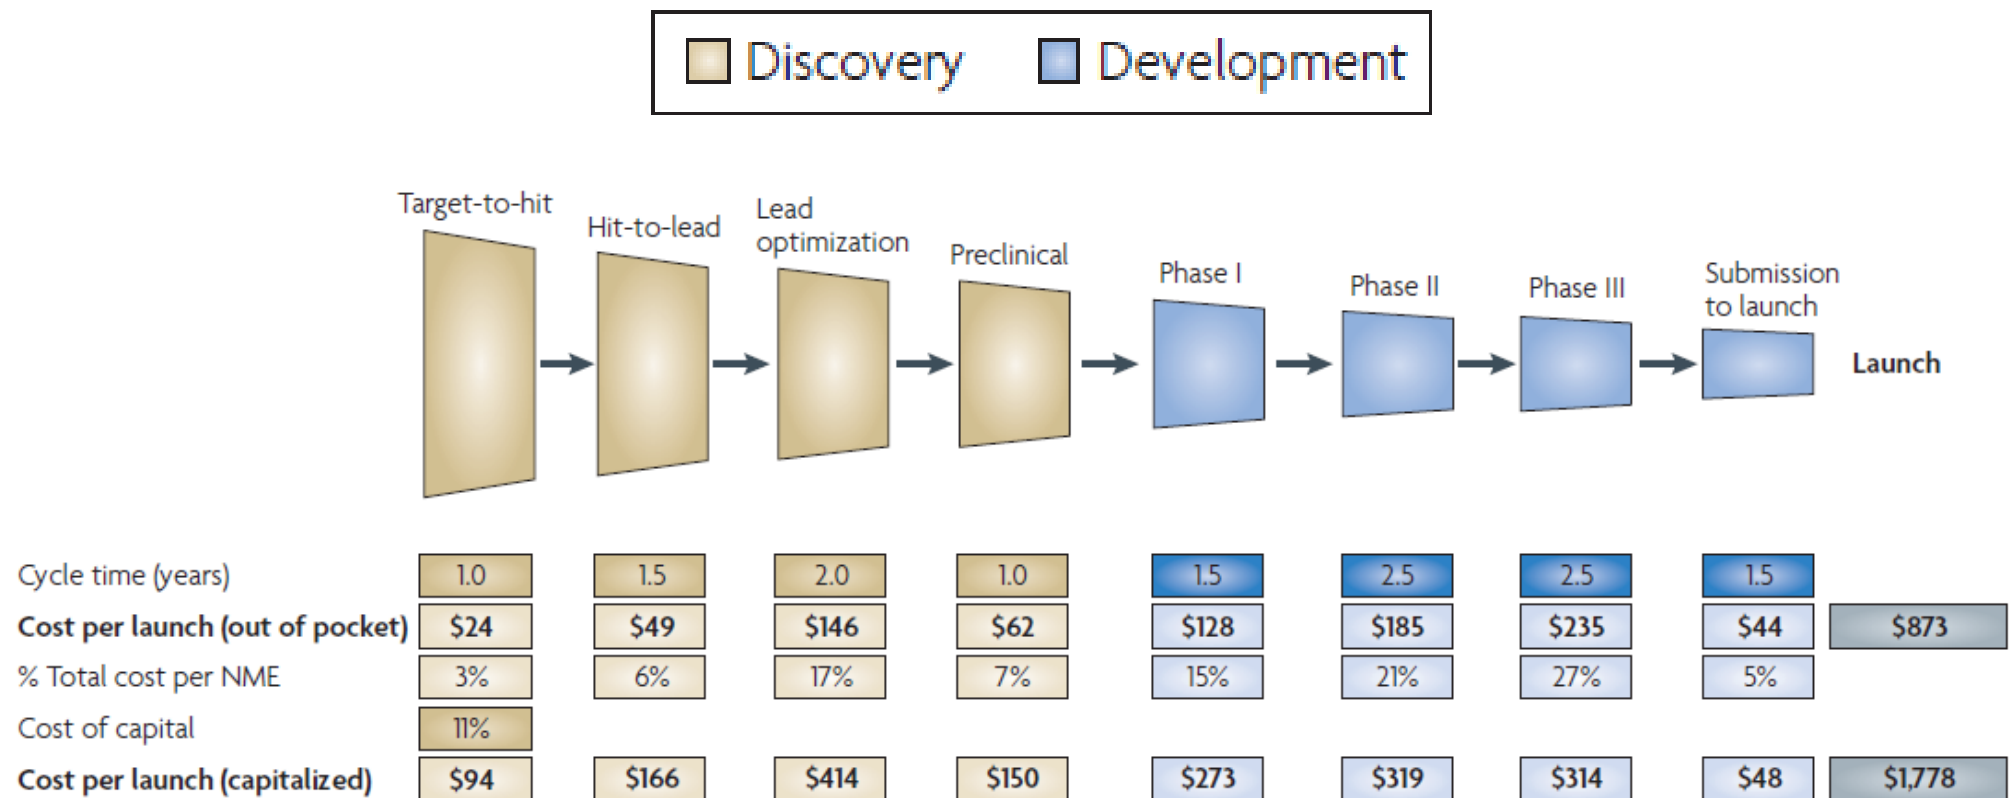 Discovery Development
Target-to-hit
Hit-to-lead
Lead
optimization
Preclinical
Phase I
Phase II
Phase III
Submission
to launch
Launch
Cycle time (years) 1.0 1.5 2.0 1.0 1.5 2.5 2.5 1.5
Cost per launch (out of pocket) $24 $49 $146 $62 $128 $185 $235 $44 $873
% Total cost per NME 3% 6% 17% 7% 15% 21% 27% 5%
Cost of capital 11%
Cost per launch (capitalized) $94 $166 $414 $150 $273 $319 $314 $48 $1,778